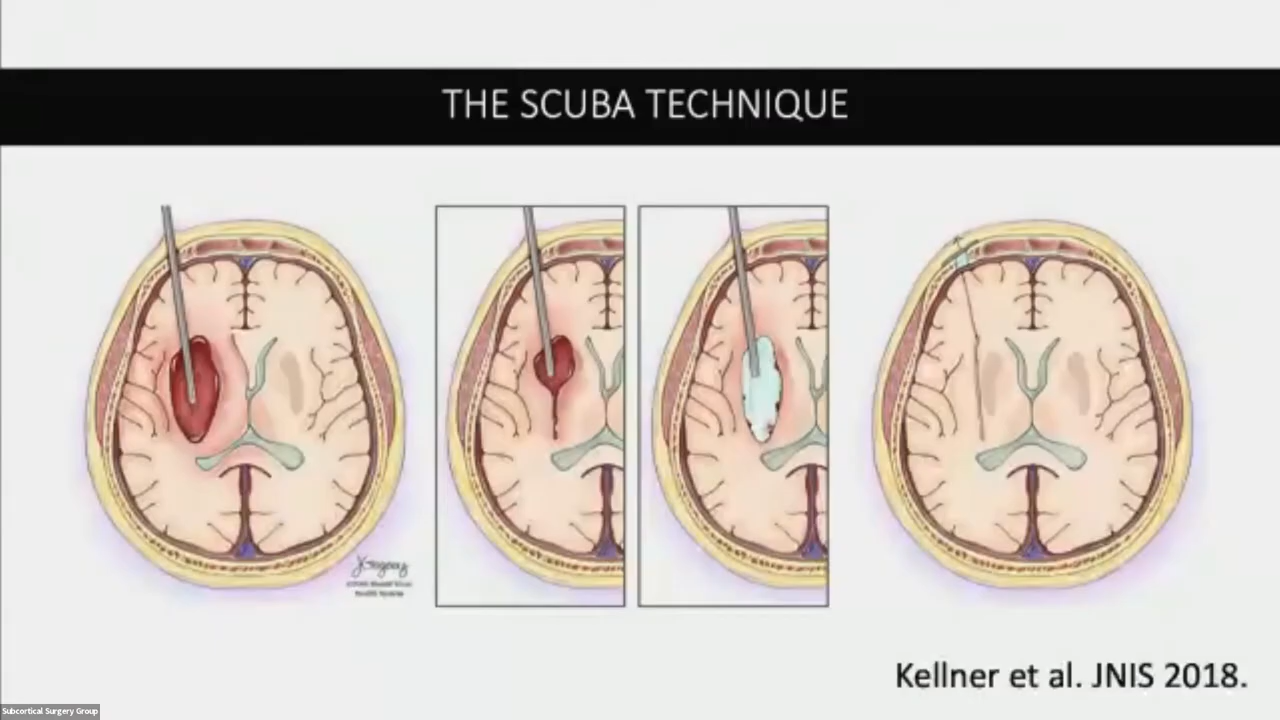 THE SCUBA TECHNIQUE
Kellner et al. JNIS 2018.
Subcortical Surgery Group